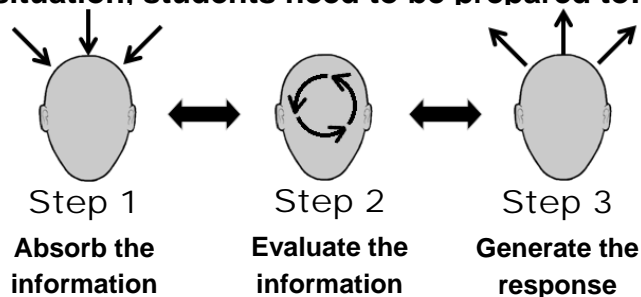 situation, students need to be prepared to:
Step 1
Step 2
Step 3
Absorb the
information
Evaluate the
information
Generate the
response